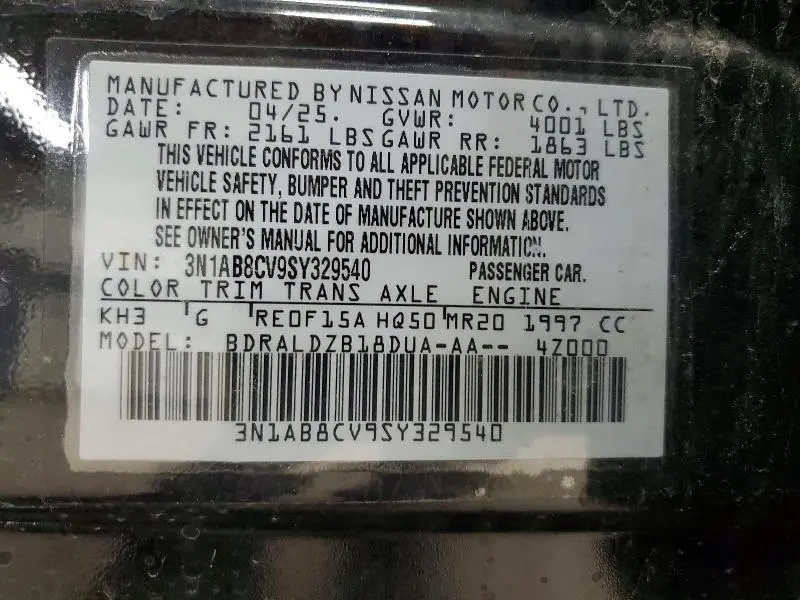 MANUFACTURED BY NISSAN MOTOR CO., LTD.
DATE: 04/25. GVWR: 4001 LBS
GAWR FR: 2161 LBS GAWR RR: 1863 LBS
THIS VEHICLE CONFORMS TO ALL APPLICABLE FEDERAL MOTOR
VEHICLE SAFETY, BUMPER AND THEFT PREVENTION STANDARDS
IN EFFECT ON THE DATE OF MANUFACTURE SHOWN ABOVE.
SEE OWNER'S MANUAL FOR ADDITIONAL INFORMATION.
VIN: 3N1AB8CV9SY329540 PASSENGER CAR.
COLOR TRIM TRANS AXLE ENGINE
KH3 G RE0F15A HQ50 MR20 1997 CC
MODEL: BDRALDZB18DUA-AA-- 4Z000
3N1AB8CV9SY329540